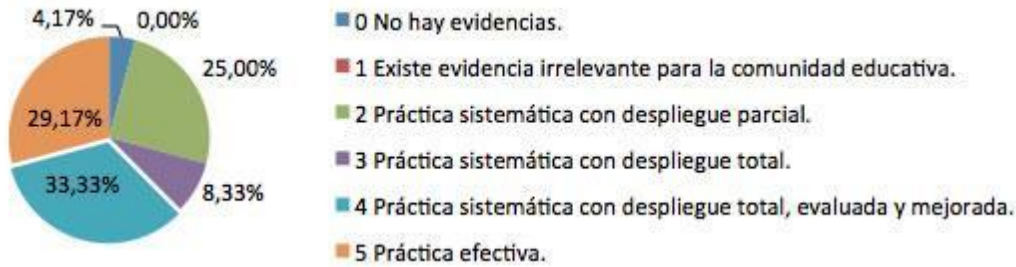 4,17% 0,00%
25,00%
29,17%
33,33%
8,33%
0 No hay evidencias.
1 Existe evidencia irrelevante para la comunidad educativa.
2 Práctica sistemática con despliegue parcial.
3 Práctica sistemática con despliegue total.
4 Práctica sistemática con despliegue total, evaluada y mejorada.
5 Práctica efectiva.